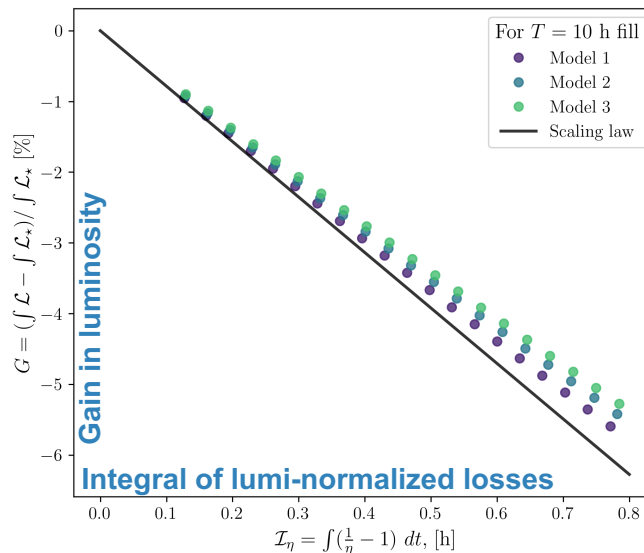 For T = 10 h fill
Model 1
Model 2
Model 3
Scaling law
0
−1
−2
−3
−4
−5
−6
G = (∫ ℒ − ∫ ℒ⋆)/ ∫ ℒ⋆ [%]
Gain in luminosity
Integral of lumi-normalized losses
0.0 0.1 0.2 0.3 0.4 0.5 0.6 0.7 0.8
ℐ_η = ∫(1/η − 1) dt, [h]